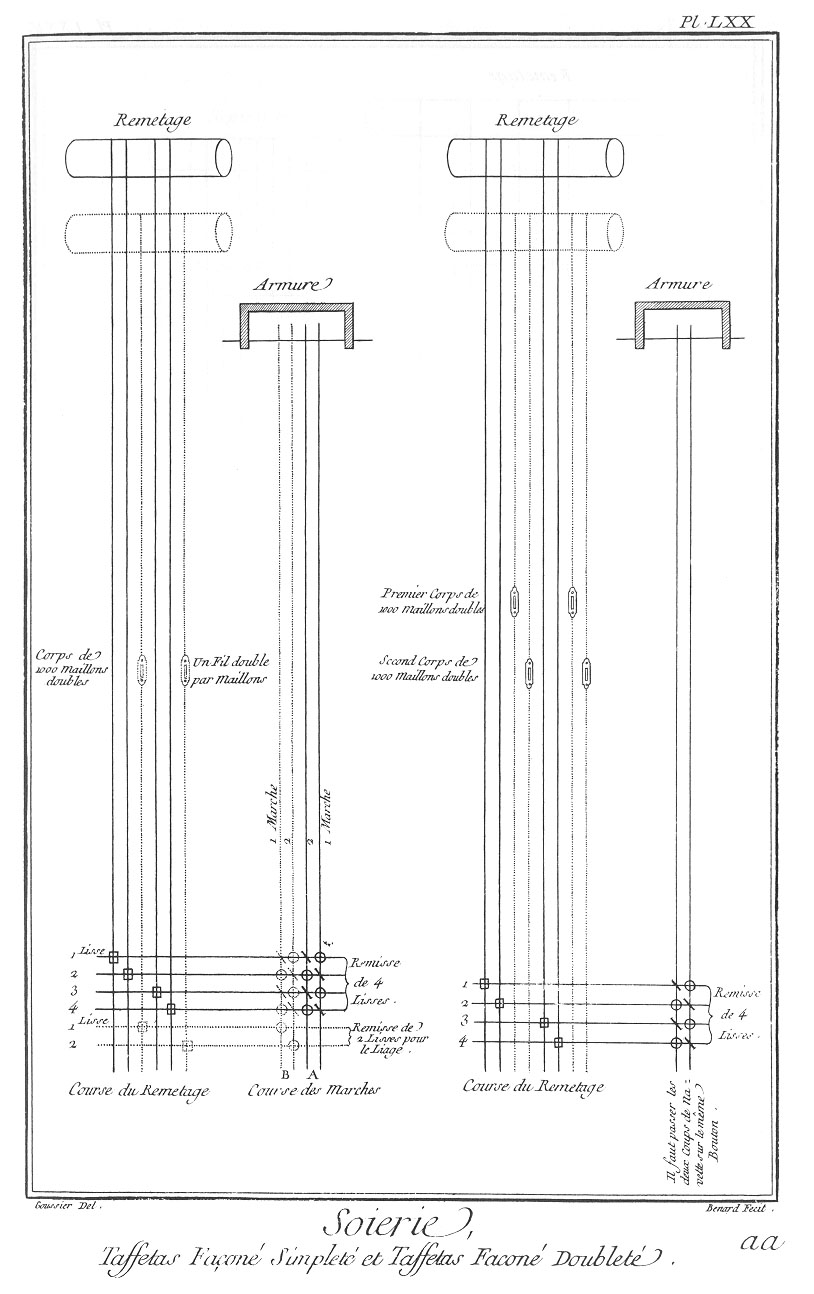 Pl. LXX
Remetage
Remetage
Armure
Armure
Premier Corps de
1000 Maillons doubles
Corps de
1000 Maillons
doubles
Un Fil double
par Maillons
Second Corps de
1000 Maillons doubles
1 Marche
2
2
1 Marche
1 Lisse
2
3
4
1 Lisse
2
Remisse
de 4
Lisses.
Remisse de
2 Lisses pour
le Liage.
B
A
Course du Remetage
Course des Marches
1
2
3
4
Remisse
de 4
Lisses.
Course du Remetage
Il faut passer les
deux Coups de Na-
vette sur le même
Bouton.
Goussier Del.
Benard Fecit.
Soierie,
Taffetas Façoné Simpleté et Taffetas Faconé Doubleté.
aa